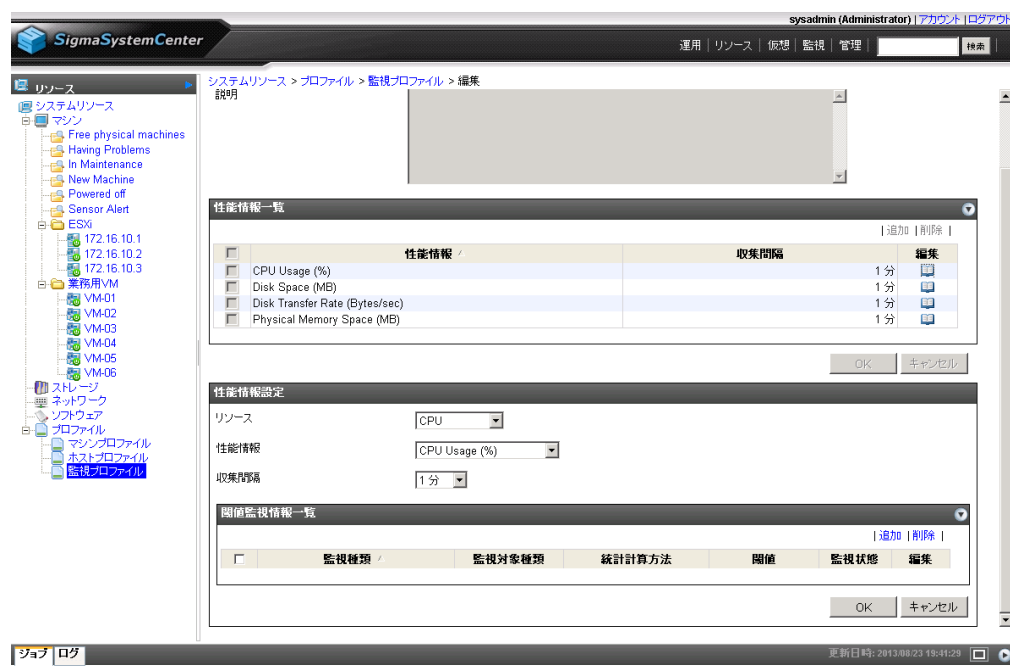 sysadmin (Administrator) | アカウント | ログアウト
SigmaSystemCenter
運用 | リソース | 仮想 | 監視 | 管理 | 検索 |
リソース
システムリソース
マシン
Free physical machines
Having Problems
In Maintenance
New Machine
Powered off
Sensor Alert
ESXi
172.16.10.1
172.16.10.2
172.16.10.3
業務用VM
VM-01
VM-02
VM-03
VM-04
VM-05
VM-06
ストレージ
ネットワーク
ソフトウェア
プロファイル
マシンプロファイル
ホストプロファイル
監視プロファイル
システムリソース > プロファイル > 監視プロファイル > 編集
説明
性能情報一覧
| 追加 | 削除 |
性能情報 収集間隔 編集
CPU Usage (%) 1 分
Disk Space (MB) 1 分
Disk Transfer Rate (Bytes/sec) 1 分
Physical Memory Space (MB) 1 分
OK キャンセル
性能情報設定
リソース CPU
性能情報 CPU Usage (%)
収集間隔 1 分
閾値監視情報一覧
| 追加 | 削除 |
監視種類 監視対象種類 統計計算方法 閾値 監視状態 編集
OK キャンセル
ジョブ ログ
更新日時: 2013/08/23 19:41:29